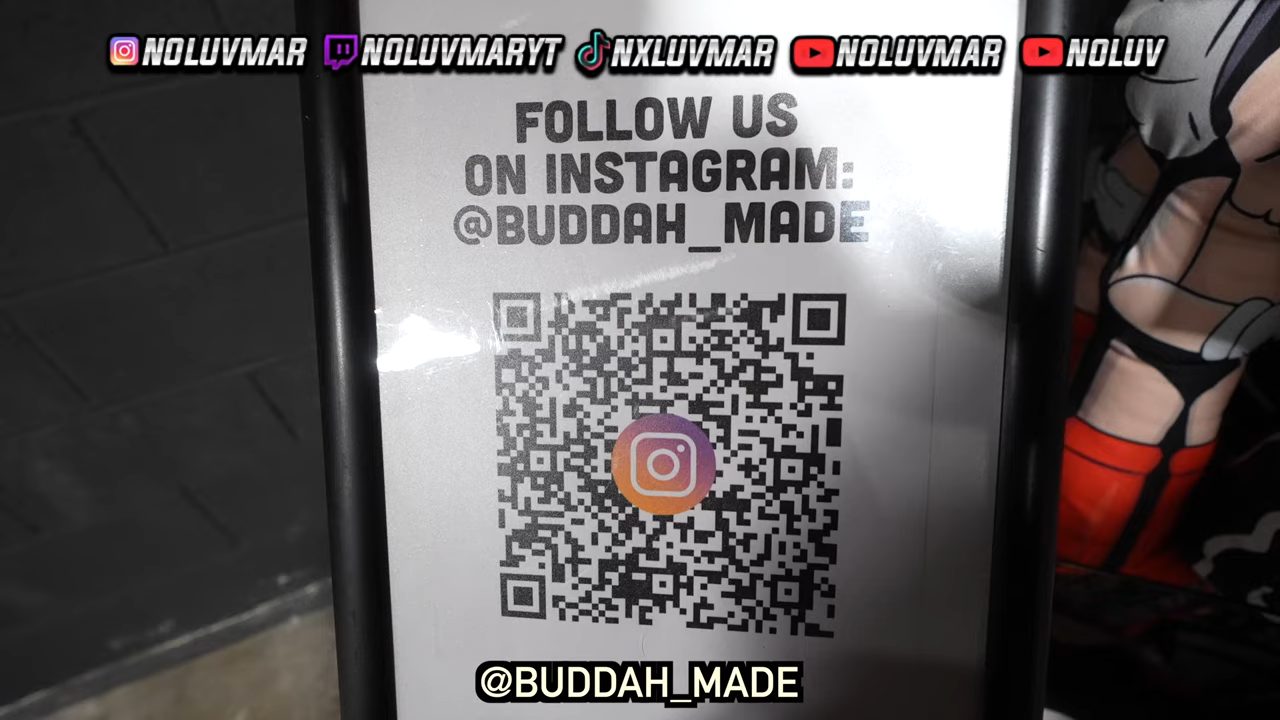 NOLUVMAR NOLUVMARYT NXLUVMAR NOLUVMAR NOLUV
FOLLOW US
ON INSTAGRAM:
@BUDDAH_MADE
@BUDDAH_MADE